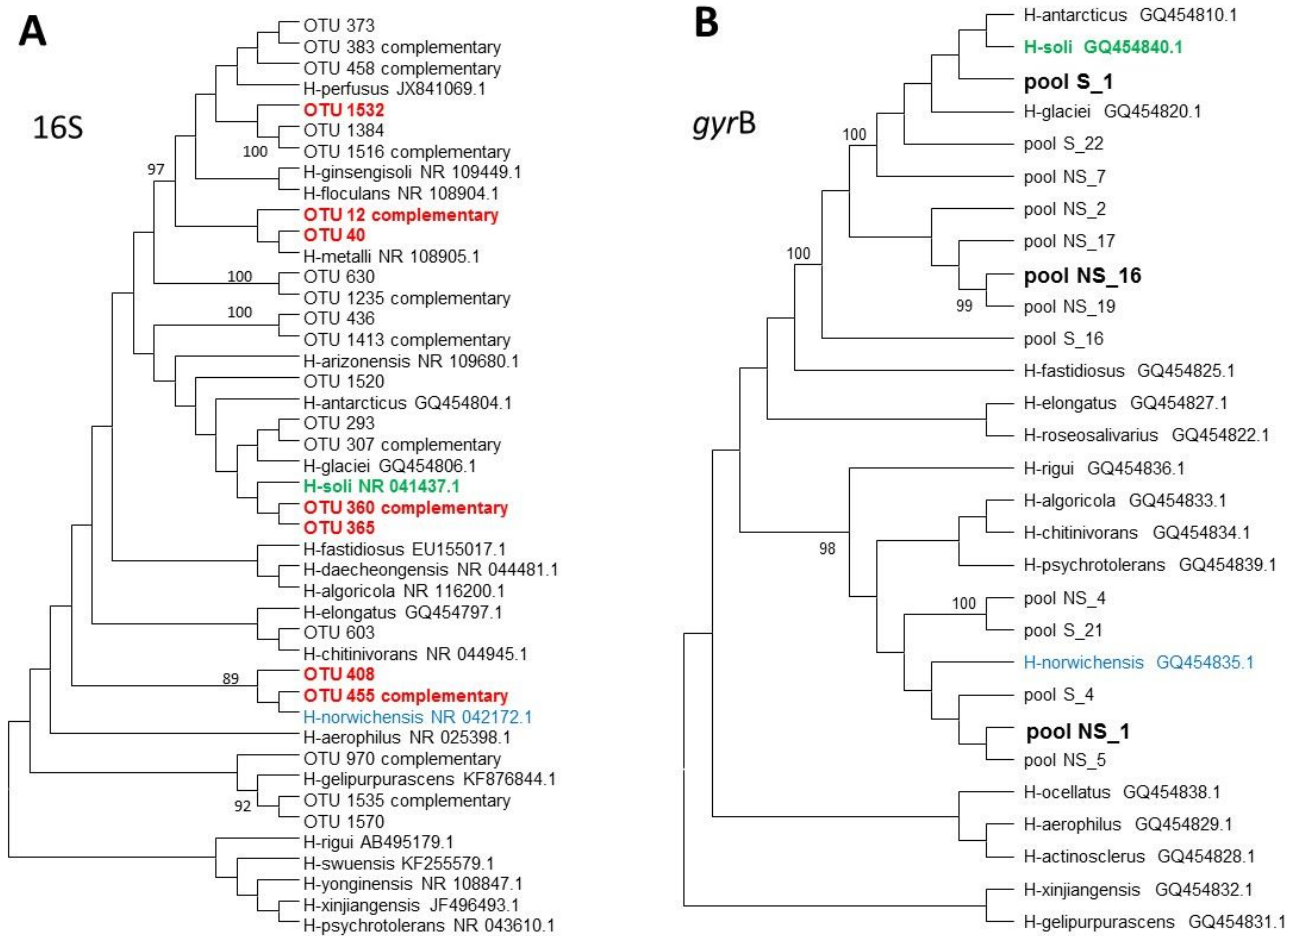 A
16S
OTU 373
OTU 383 complementary
OTU 458 complementary
H-perfusus JX841069.1
OTU 1532
OTU 1384
OTU 1516 complementary
100
H-ginsengisoli NR 109449.1
97
H-floculans NR 108904.1
OTU 12 complementary
OTU 40
H-metalli NR 108905.1
OTU 630
100
OTU 1235 complementary
OTU 436
100
OTU 1413 complementary
H-arizonensis NR 109680.1
OTU 1520
H-antarcticus GQ454804.1
OTU 293
OTU 307 complementary
H-glaciei GQ454806.1
H-soli NR 041437.1
OTU 360 complementary
OTU 365
H-fastidiosus EU155017.1
H-daecheongensis NR 044481.1
H-algoricola NR 116200.1
H-elongatus GQ454797.1
OTU 603
H-chitinivorans NR 044945.1
OTU 408
89
OTU 455 complementary
H-norwichensis NR 042172.1
H-aerophilus NR 025398.1
OTU 970 complementary
H-gelipurpurascens KF876844.1
92
OTU 1535 complementary
OTU 1570
H-rigui AB495179.1
H-swuensis KF255579.1
H-yonginensis NR 108847.1
H-xinjiangensis JF496493.1
H-psychrotolerans NR 043610.1
B
gyrB
H-antarcticus GQ454810.1
H-soli GQ454840.1
pool S_1
H-glaciei GQ454820.1
100
pool S_22
pool NS_7
pool NS_2
pool NS_17
100
pool NS_16
pool NS_19
99
pool S_16
H-fastidiosus GQ454825.1
H-elongatus GQ454827.1
H-roseosalivarius GQ454822.1
H-rigui GQ454836.1
H-algoricola GQ454833.1
H-chitinivorans GQ454834.1
98
H-psychrotolerans GQ454839.1
pool NS_4
100
pool S_21
H-norwichensis GQ454835.1
pool S_4
pool NS_1
pool NS_5
H-ocellatus GQ454838.1
H-aerophilus GQ454829.1
H-actinosclerus GQ454828.1
H-xinjiangensis GQ454832.1
H-gelipurpurascens GQ454831.1